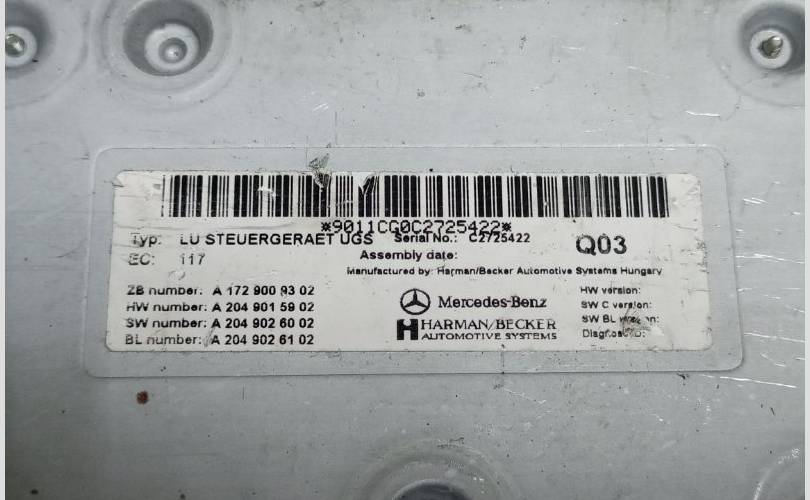 *9011CG0C2725422*
Typ: LU STEUERGERAET UGS Serial No.: C2725422 Q03
EC: 117 Assembly date:
Manufactured by: Harman/Becker Automotive Systems Hungary
ZB number: A 172 900 93 02
HW number: A 204 901 59 02
SW number: A 204 902 60 02
BL number: A 204 902 61 02
Mercedes-Benz
HARMAN/BECKER
AUTOMOTIVE SYSTEMS
HW version:
SW C version:
SW BL